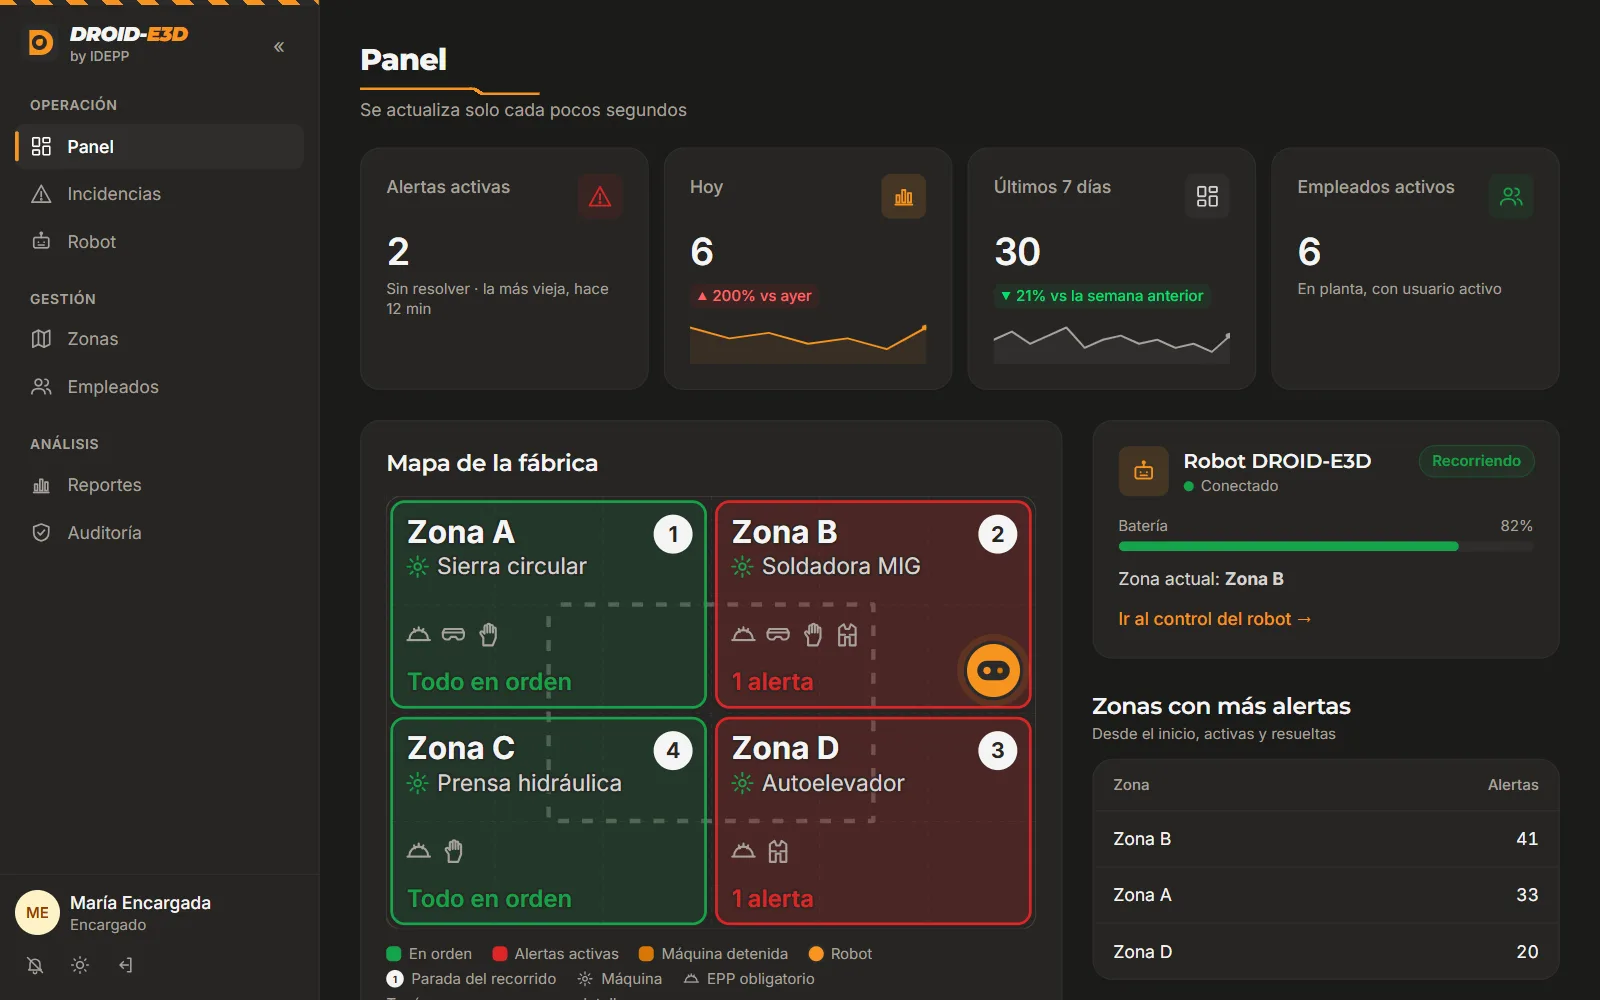 DROID-E3D
by IDEPP
«
OPERACIÓN
Panel
Incidencias
Robot
GESTIÓN
Zonas
Empleados
ANÁLISIS
Reportes
Auditoría
ME
María Encargada
Encargado
Panel
Se actualiza solo cada pocos segundos
Alertas activas
2
Sin resolver · la más vieja, hace
12 min
Hoy
6
▲ 200% vs ayer
Últimos 7 días
30
▼ 21% vs la semana anterior
Empleados activos
6
En planta, con usuario activo
Mapa de la fábrica
Zona A
1
Sierra circular
Todo en orden
Zona B
2
Soldadora MIG
1 alerta
Zona C
4
Prensa hidráulica
Todo en orden
Zona D
3
Autoelevador
1 alerta
En orden
Alertas activas
Máquina detenida
Robot
1 Parada del recorrido
Máquina
EPP obligatorio
Robot DROID-E3D
Recorriendo
Conectado
Batería
82%
Zona actual: Zona B
Ir al control del robot →
Zonas con más alertas
Desde el inicio, activas y resueltas
Zona Alertas
Zona B 41
Zona A 33
Zona D 20